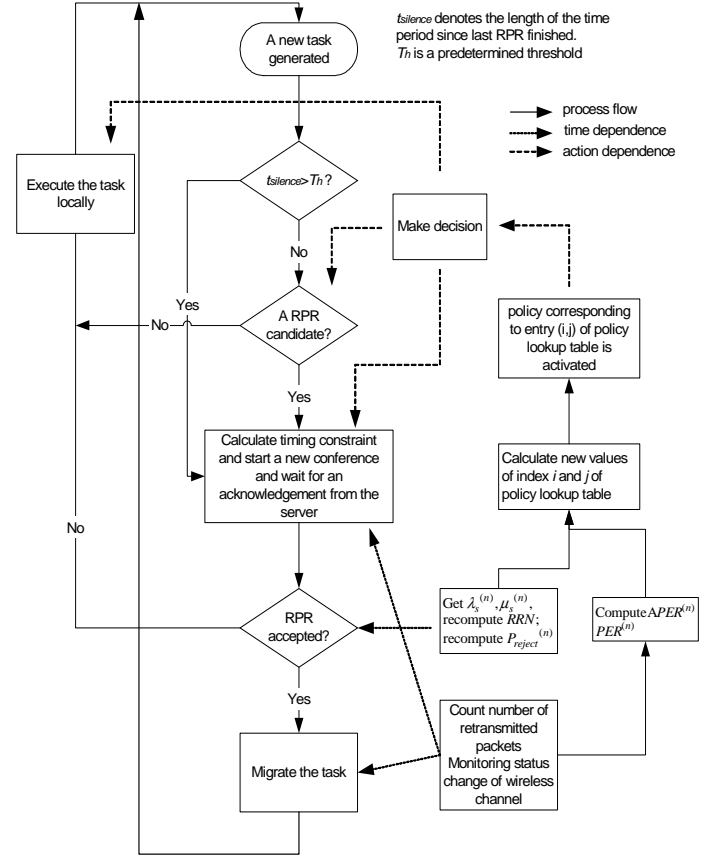 tsilence denotes the length of the time
period since last RPR finished.
Th is a predetermined threshold
A new task
generated
process flow
time dependence
action dependence
Execute the task
locally
tsilence>Th?
Make decision
No
Yes
A RPR
candidate?
No
policy corresponding
to entry (i,j) of policy
lookup table is
activated
Yes
Calculate timing constraint
and start a new conference
and wait for an
acknowledgement from the
server
Calculate new values
of index i and j of
policy lookup table
No
RPR
accepted?
Get λs(n),μs(n),
recompute RRN;
recompute Preject(n)
Compute APER(n)
PER(n)
Yes
Migrate the task
Count number of
retransmitted
packets
Monitoring status
change of wireless
channel